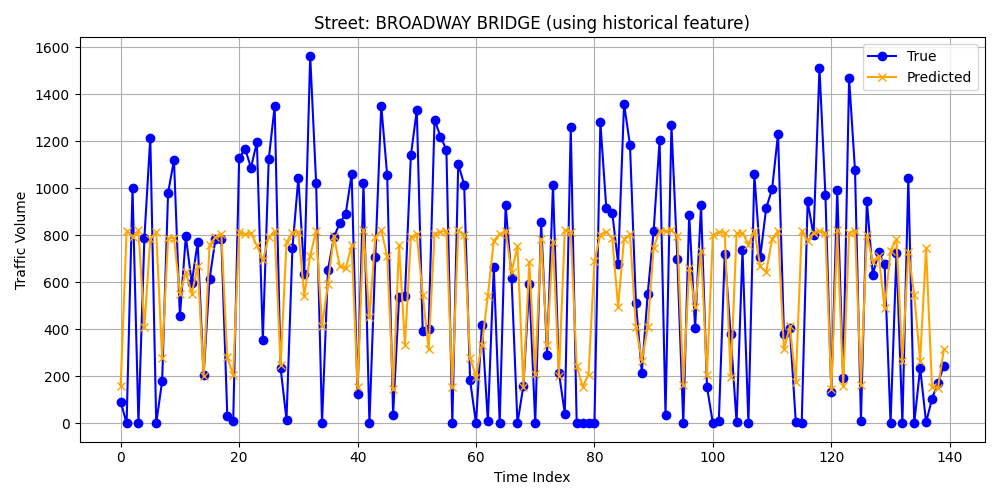 Street: BROADWAY BRIDGE (using historical feature)
True
Predicted
Traffic Volume
1600
1400
1200
1000
800
600
400
200
0
0 20 40 60 80 100 120 140
Time Index